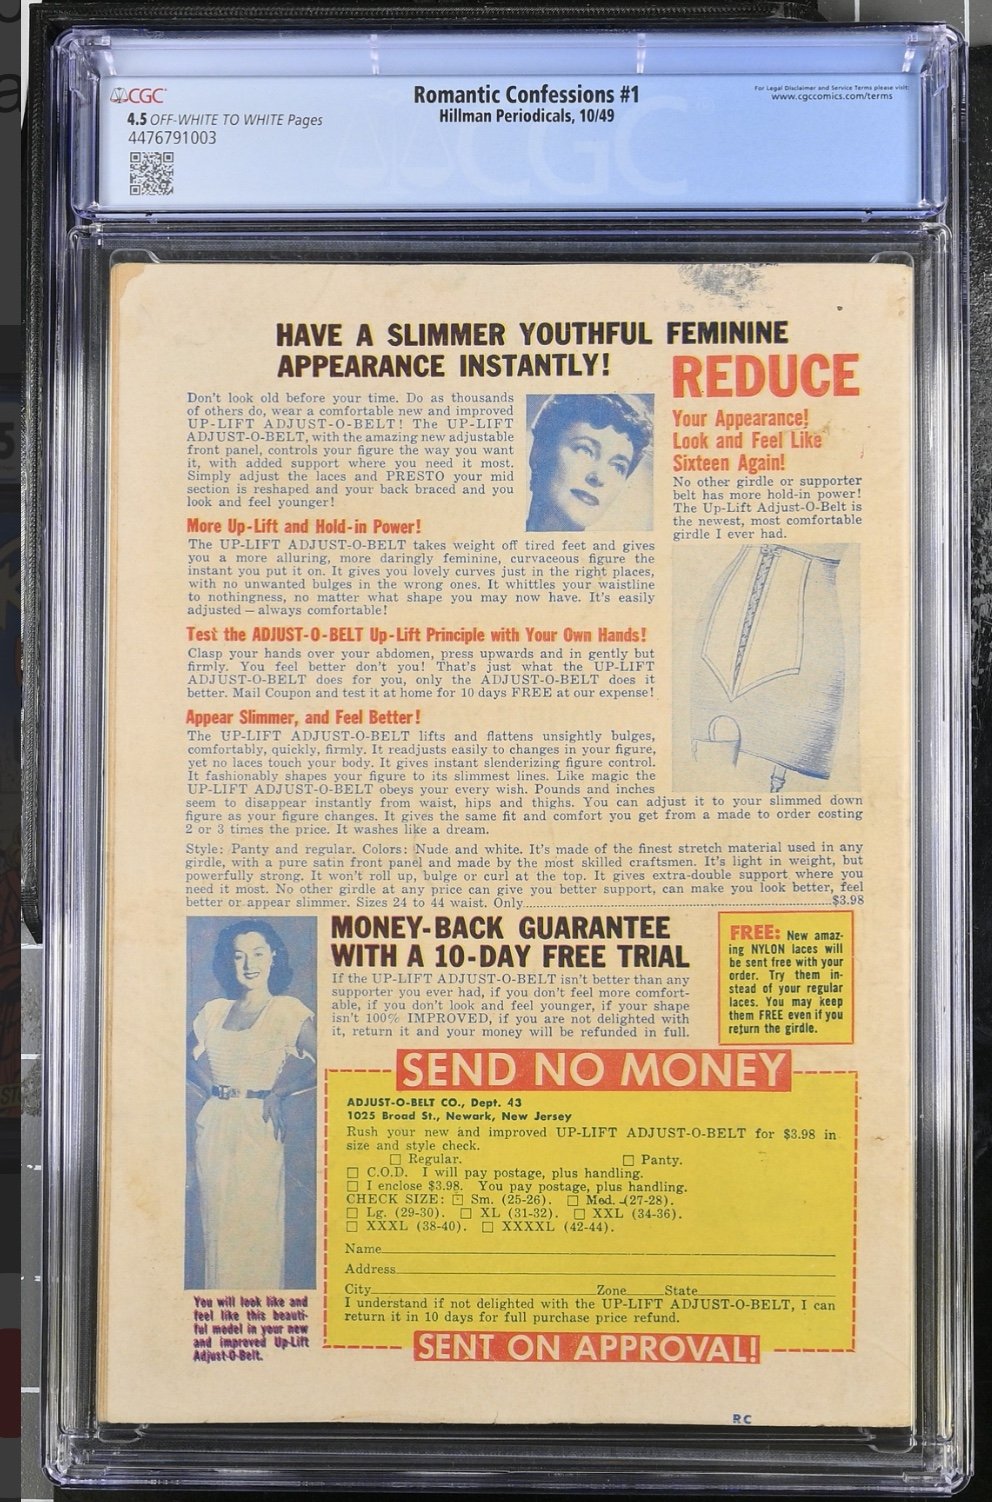 CGC
Romantic Confessions #1
For Legal Disclaimer and Service Terms please visit:
www.cgccomics.com/terms
4.5 OFF-WHITE TO WHITE Pages
Hillman Periodicals, 10/49
4476791003
CGC
HAVE A SLIMMER YOUTHFUL FEMININE
APPEARANCE INSTANTLY!
Don't look old before your time. Do as thousands
of others do, wear a comfortable new and improved
UP-LIFT ADJUST-O-BELT! The UP-LIFT
ADJUST-O-BELT, with the amazing new adjustable
front panel, controls your figure the way you want
it, with added support where you need it most.
Simply adjust the laces and PRESTO your mid
section is reshaped and your back braced and you
look and feel younger!
REDUCE
Your Appearance!
Look and Feel Like
Sixteen Again!
No other girdle or supporter
belt has more hold-in power!
The Up-Lift Adjust-O-Belt is
the newest, most comfortable
girdle I ever had.
More Up-Lift and Hold-in Power!
The UP-LIFT ADJUST-O-BELT takes weight off tired feet and gives
you a more alluring, more daringly feminine, curvaceous figure the
instant you put it on. It gives you lovely curves just in the right places,
with no unwanted bulges in the wrong ones. It whittles your waistline
to nothingness, no matter what shape you may now have. It's easily
adjusted — always comfortable!
Test the ADJUST-O-BELT Up-Lift Principle with Your Own Hands!
Clasp your hands over your abdomen, press upwards and in gently but
firmly. You feel better don't you! That's just what the UP-LIFT
ADJUST-O-BELT does for you, only the ADJUST-O-BELT does it
better. Mail Coupon and test it at home for 10 days FREE at our expense!
Appear Slimmer, and Feel Better!
The UP-LIFT ADJUST-O-BELT lifts and flattens unsightly bulges,
comfortably, quickly, firmly. It readjusts easily to changes in your figure,
yet no laces touch your body. It gives instant slenderizing figure control.
It fashionably shapes your figure to its slimmest lines. Like magic the
UP-LIFT ADJUST-O-BELT obeys your every wish. Pounds and inches
seem to disappear instantly from waist, hips and thighs. You can adjust it to your slimmed down
figure as your figure changes. It gives the same fit and comfort you get from a made to order costing
2 or 3 times the price. It washes like a dream.
Style: Panty and regular. Colors: Nude and white. It's made of the finest stretch material used in any
girdle, with a pure satin front panel and made by the most skilled craftsmen. It's light in weight, but
powerfully strong. It won't roll up, bulge or curl at the top. It gives extra-double support where you
need it most. No other girdle at any price can give you better support, can make you look better, feel
better or appear slimmer. Sizes 24 to 44 waist. Only............$3.98
MONEY-BACK GUARANTEE
WITH A 10-DAY FREE TRIAL
If the UP-LIFT ADJUST-O-BELT isn't better than any
supporter you ever had, if you don't feel more comfort-
able, if you don't look and feel younger, if your shape
isn't 100% IMPROVED, if you are not delighted with
it, return it and your money will be refunded in full.
FREE: New amaz-
ing NYLON laces will
be sent free with your
order. Try them in-
stead of your regular
laces. You may keep
them FREE even if you
return the girdle.
SEND NO MONEY
ADJUST-O-BELT CO., Dept. 43
1025 Broad St., Newark, New Jersey
Rush your new and improved UP-LIFT ADJUST-O-BELT for $3.98 in
size and style check.
☐ Regular. ☐ Panty.
☐ C.O.D. I will pay postage, plus handling.
☐ I enclose $3.98. You pay postage, plus handling.
CHECK SIZE: ☐ Sm. (25-26). ☐ Med. (27-28).
☐ Lg. (29-30). ☐ XL (31-32). ☐ XXL (34-36).
☐ XXXL (38-40). ☐ XXXXL (42-44).
Name
Address
City Zone State
I understand if not delighted with the UP-LIFT ADJUST-O-BELT, I can
return it in 10 days for full purchase price refund.
SENT ON APPROVAL!
You will look like and
feel like this beauti-
ful model in your new
and improved Up-Lift
Adjust-O-Belt.
RC